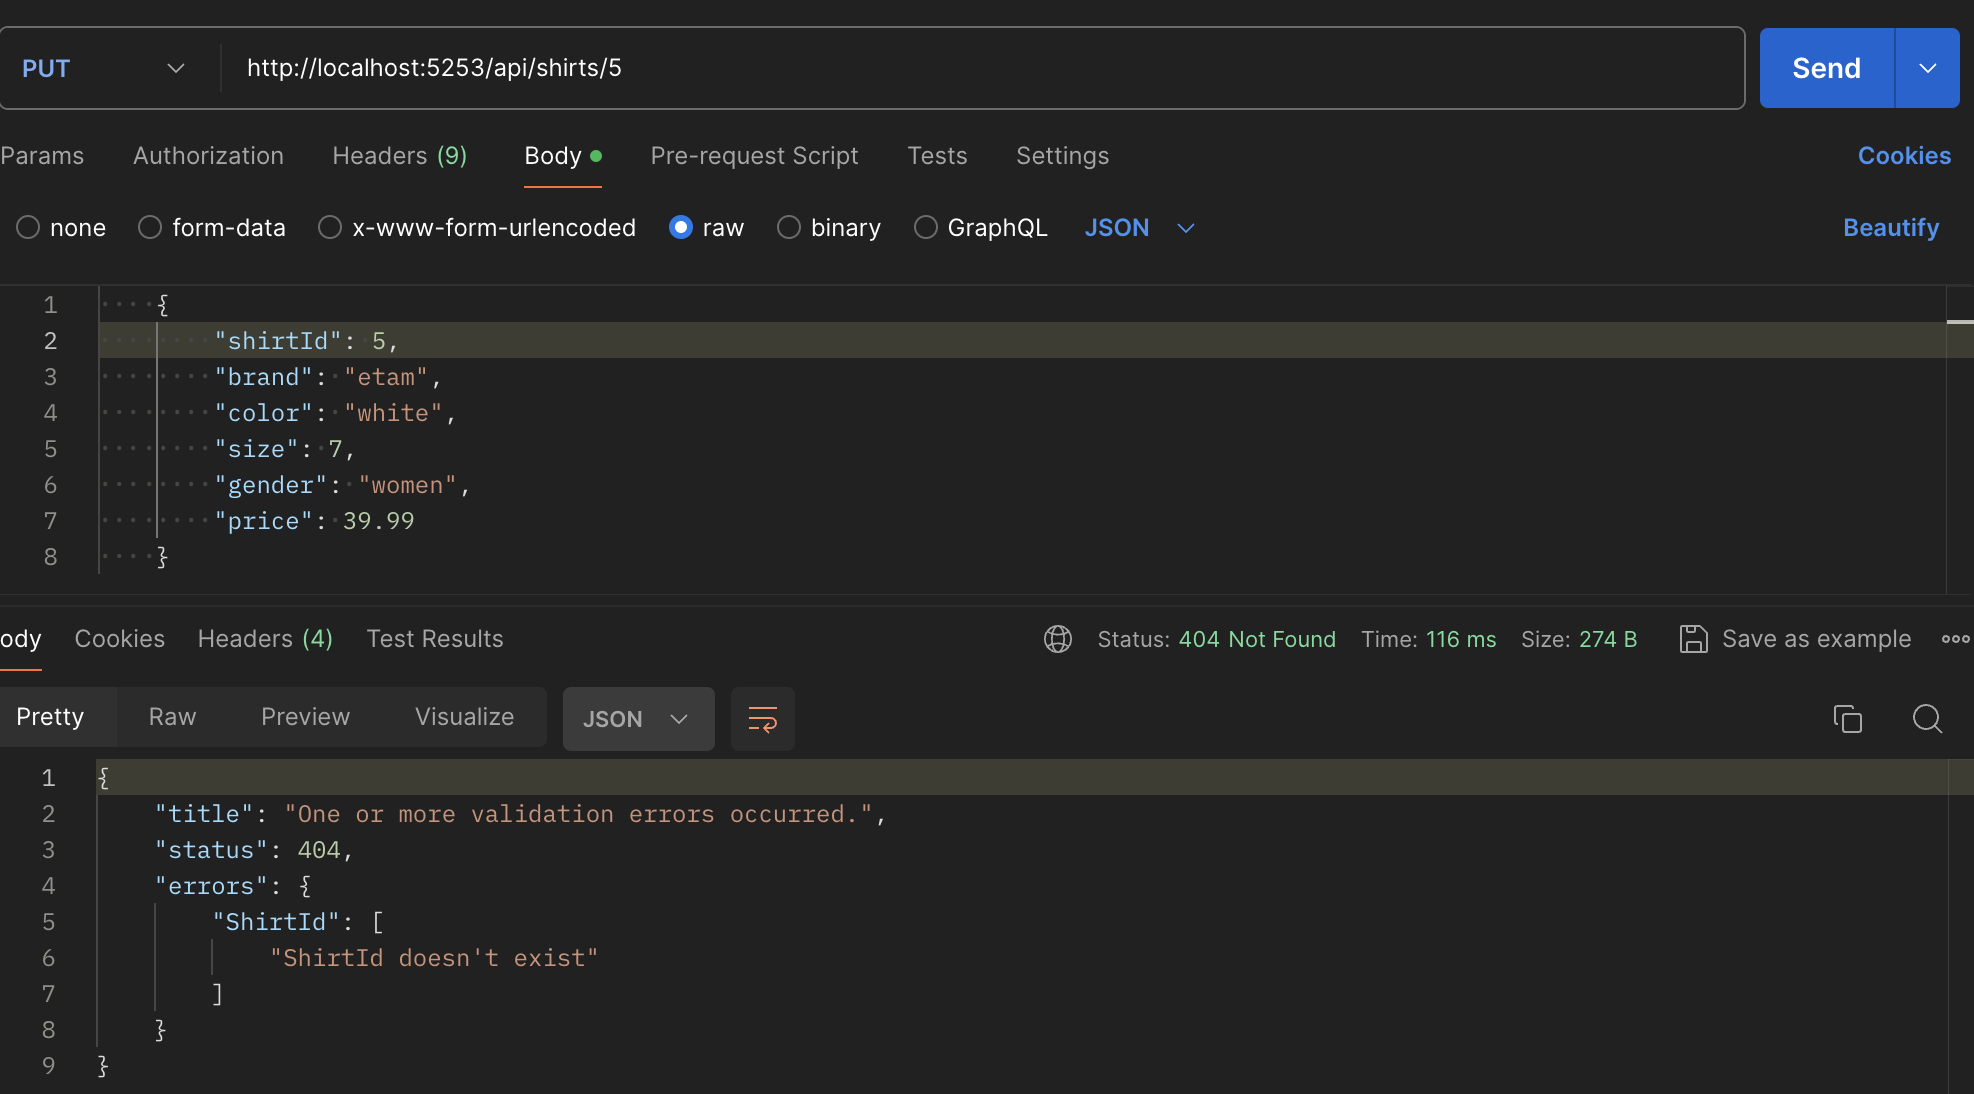 PUT http://localhost:5253/api/shirts/5 Send
Params Authorization Headers (9) Body Pre-request Script Tests Settings Cookies
none form-data x-www-form-urlencoded raw binary GraphQL JSON Beautify
1 {
2 "shirtId": 5,
3 "brand": "etam",
4 "color": "white",
5 "size": 7,
6 "gender": "women",
7 "price": 39.99
8 }
ody Cookies Headers (4) Test Results Status: 404 Not Found Time: 116 ms Size: 274 B Save as example
Pretty Raw Preview Visualize JSON
1 {
2 "title": "One or more validation errors occurred.",
3 "status": 404,
4 "errors": {
5 "ShirtId": [
6 "ShirtId doesn't exist"
7 ]
8 }
9 }